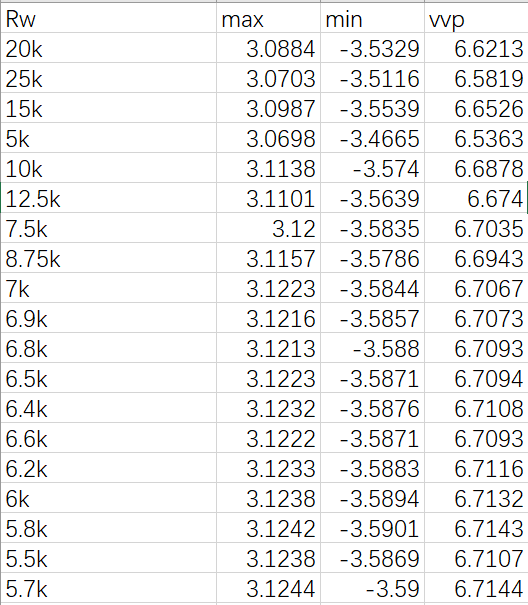 Rw max min vvp
20k 3.0884 -3.5329 6.6213
25k 3.0703 -3.5116 6.5819
15k 3.0987 -3.5539 6.6526
5k 3.0698 -3.4665 6.5363
10k 3.1138 -3.574 6.6878
12.5k 3.1101 -3.5639 6.674
7.5k 3.12 -3.5835 6.7035
8.75k 3.1157 -3.5786 6.6943
7k 3.1223 -3.5844 6.7067
6.9k 3.1216 -3.5857 6.7073
6.8k 3.1213 -3.588 6.7093
6.5k 3.1223 -3.5871 6.7094
6.4k 3.1232 -3.5876 6.7108
6.6k 3.1222 -3.5871 6.7093
6.2k 3.1233 -3.5883 6.7116
6k 3.1238 -3.5894 6.7132
5.8k 3.1242 -3.5901 6.7143
5.5k 3.1238 -3.5869 6.7107
5.7k 3.1244 -3.59 6.7144